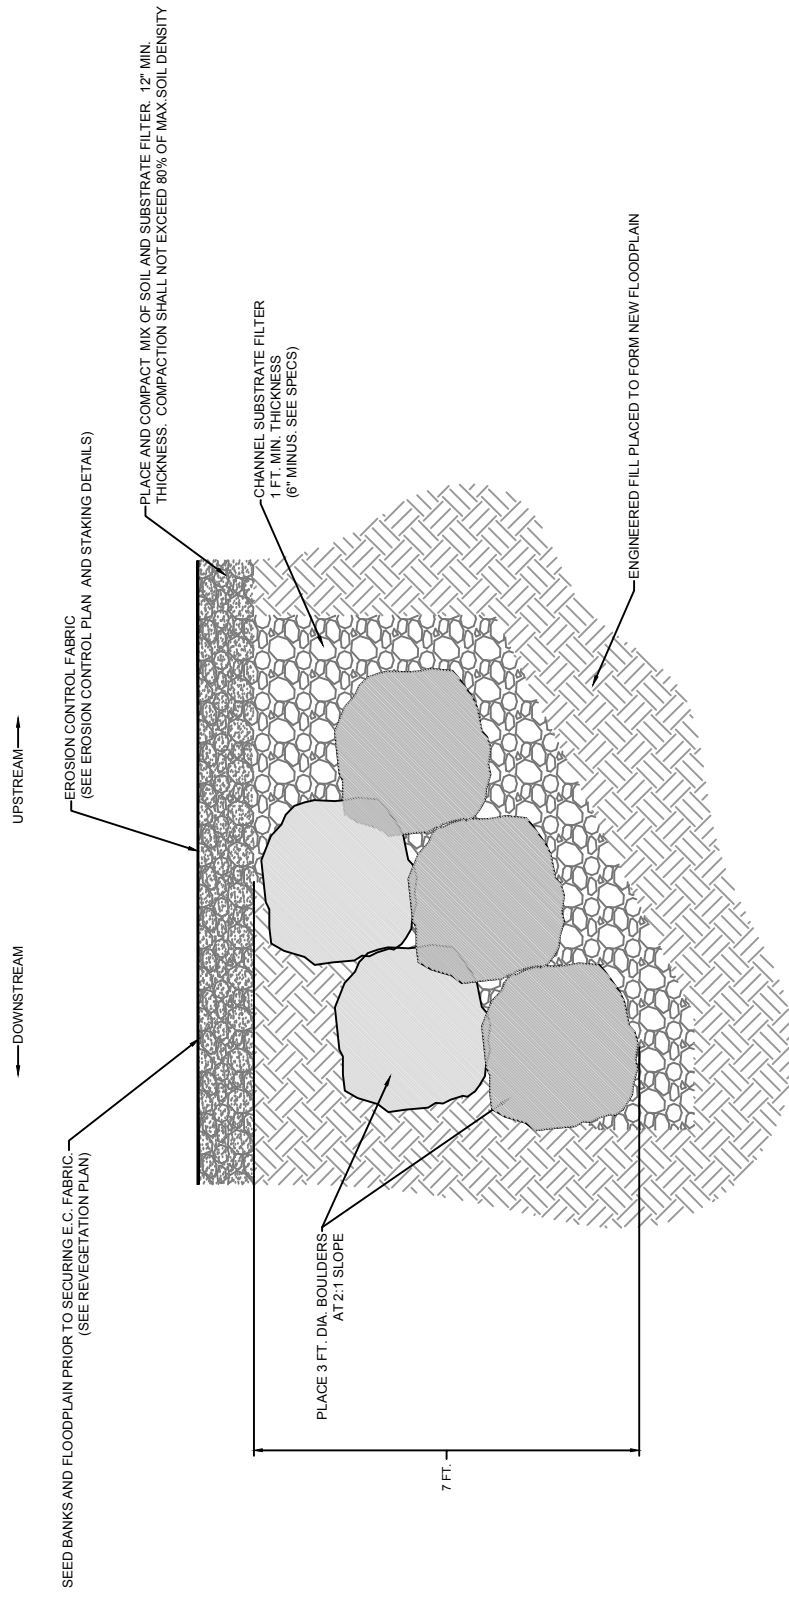 SEED BANKS AND FLOODPLAIN PRIOR TO SECURING E.C. FABRIC.
(SEE REVEGETATION PLAN)
DOWNSTREAM
UPSTREAM
EROSION CONTROL FABRIC
(SEE EROSION CONTROL PLAN AND STAKING DETAILS)
PLACE AND COMPACT MIX OF SOIL AND SUBSTRATE FILTER. 12" MIN.
THICKNESS. COMPACTION SHALL NOT EXCEED 80% OF MAX.SOIL DENSITY
CHANNEL SUBSTRATE FILTER
1 FT. MIN. THICKNESS
(6" MINUS. SEE SPECS)
PLACE 3 FT. DIA. BOULDERS
AT 2:1 SLOPE
7 FT.
ENGINEERED FILL PLACED TO FORM NEW FLOODPLAIN